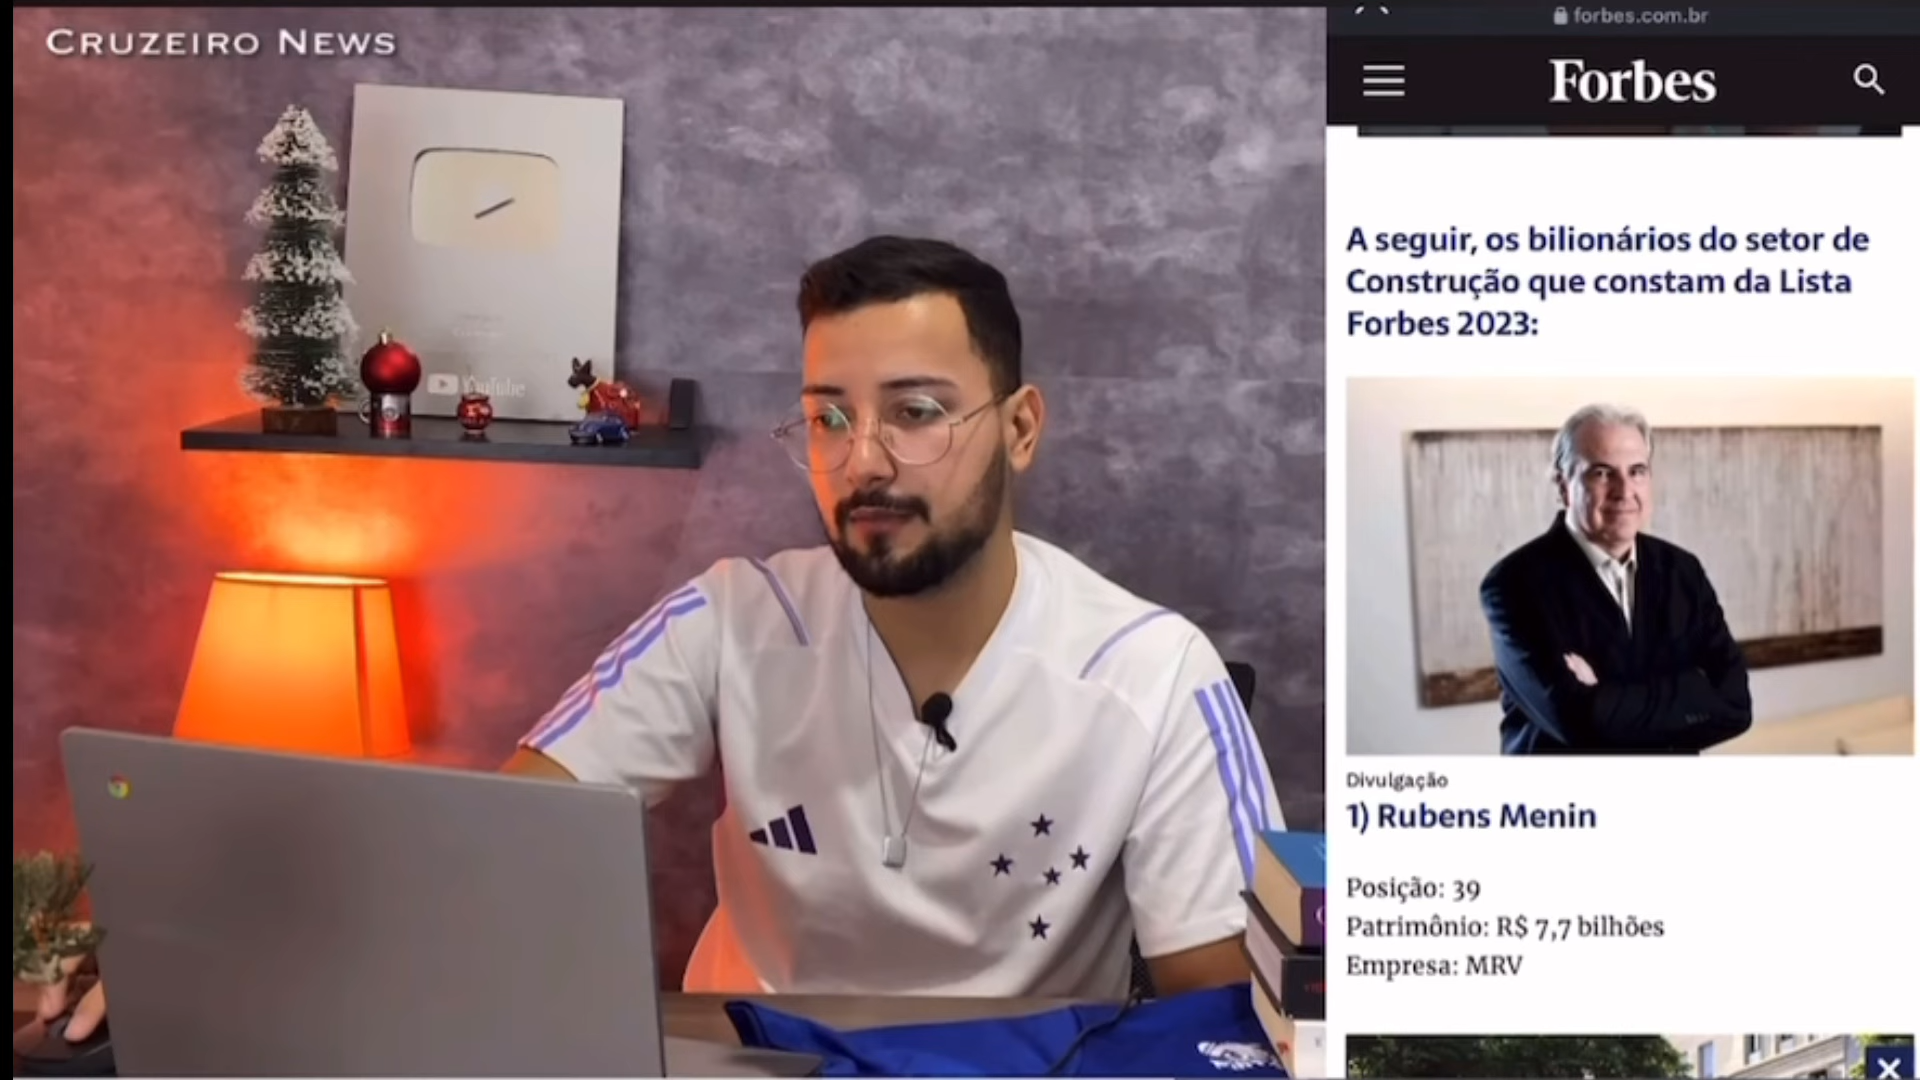 CRUZEIRO NEWS
YouTube
forbes.com.br
Forbes
A seguir, os bilionários do setor de
Construção que constam da Lista
Forbes 2023:
Divulgação
1) Rubens Menin
Posição: 39
Patrimônio: R$ 7,7 bilhões
Empresa: MRV